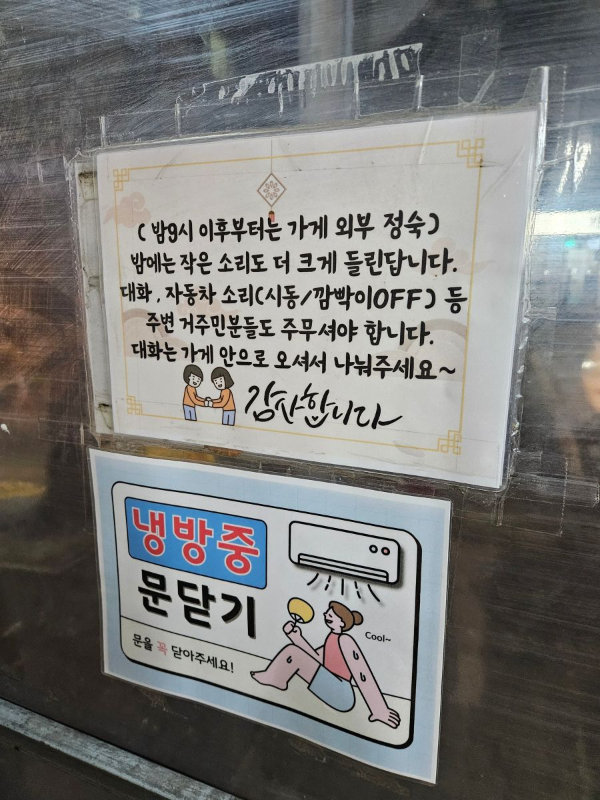 ( 밤9시 이후부터는 가게 외부 정숙)
밤에는 작은 소리도 더 크게 들린답니다.
대화, 자동차 소리(시동/깜빡이OFF) 등
주변 거주민분들도 주무셔야 합니다.
대화는 가게 안으로 오셔서 나눠주세요~
감사합니다
냉방중
문닫기
문을 꼭 닫아주세요!
Cool~